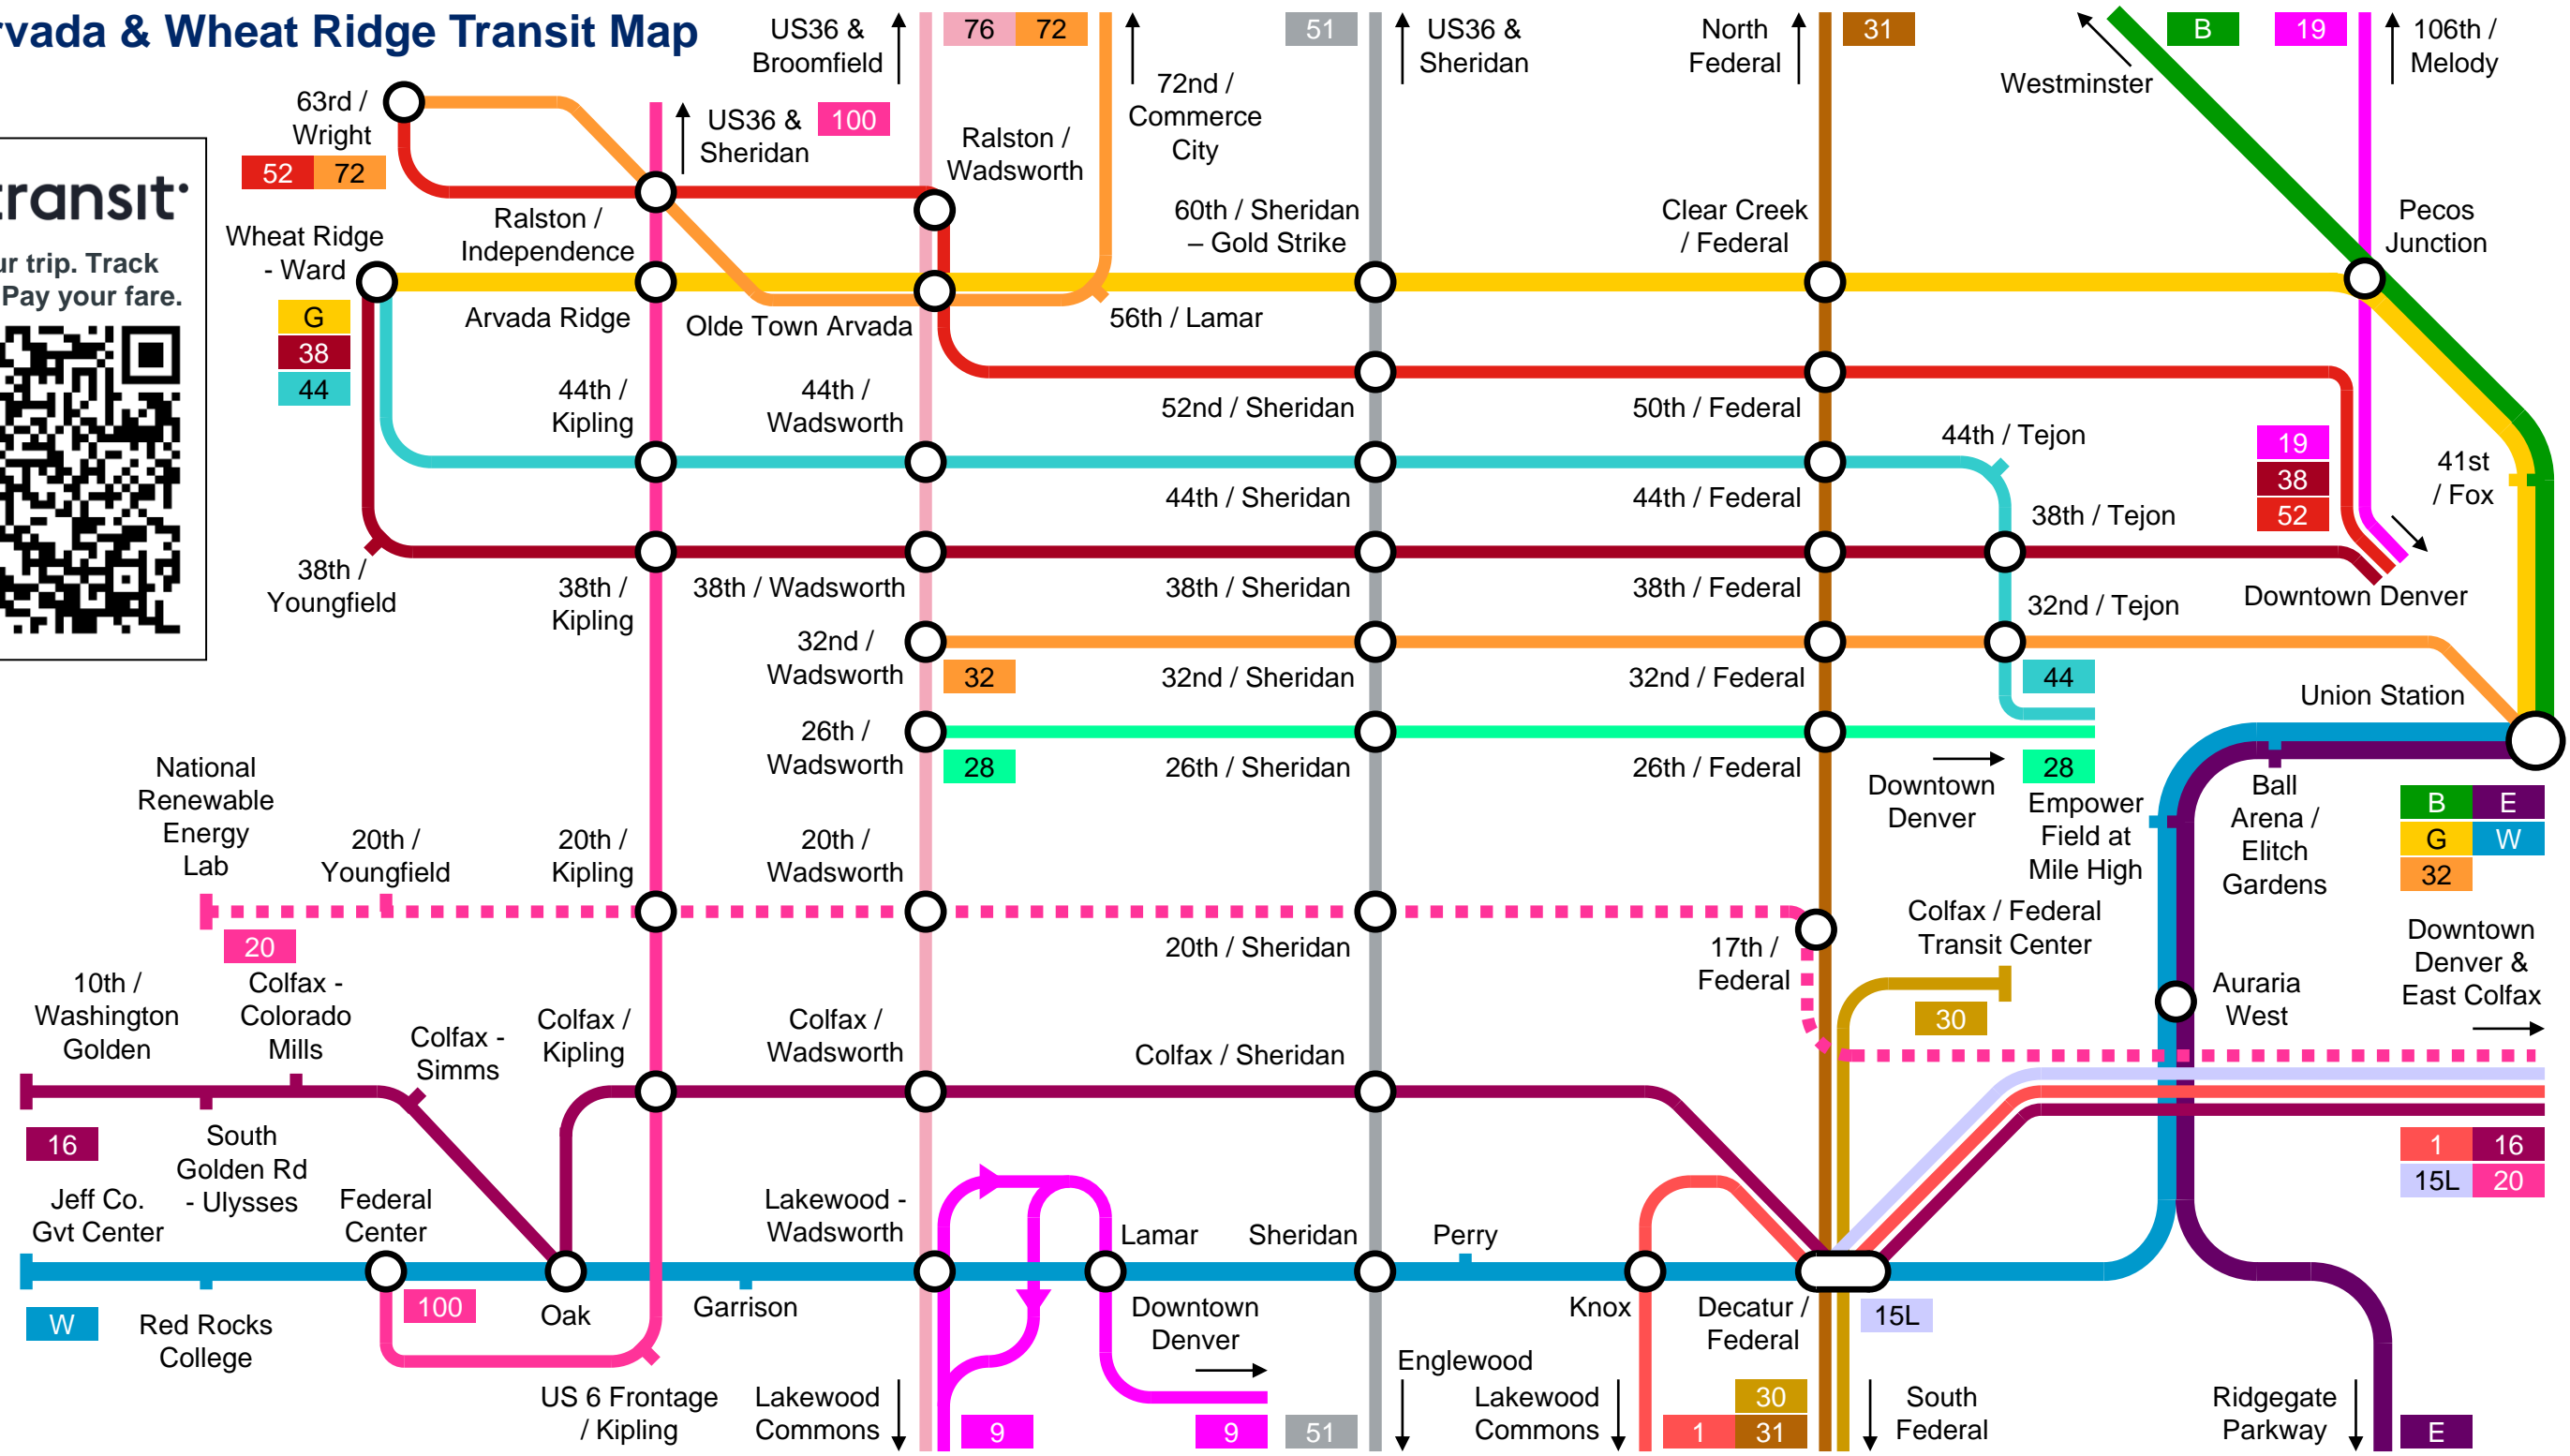 rvada & Wheat Ridge Transit Map
transit
ur trip. Track
Pay your fare.
63rd /
Wright
52 72
Wheat Ridge
- Ward
G
38
44
US36 &
Broomfield
76 72
72nd /
Commerce
City
US36 &
Sheridan
100
Ralston /
Wadsworth
51
US36 &
Sheridan
North
Federal
31
Westminster
B
19
106th /
Melody
Ralston /
Independence
60th / Sheridan
– Gold Strike
Clear Creek
/ Federal
Pecos
Junction
Arvada Ridge
Olde Town Arvada
56th / Lamar
44th /
Kipling
44th /
Wadsworth
52nd / Sheridan
50th / Federal
44th / Tejon
19
38
52
41st
/ Fox
44th / Sheridan
44th / Federal
38th / Tejon
38th /
Youngfield
38th /
Kipling
38th / Wadsworth
38th / Sheridan
38th / Federal
32nd / Tejon
Downtown Denver
32nd /
Wadsworth
32
32nd / Sheridan
32nd / Federal
44
Union Station
26th /
Wadsworth
28
26th / Sheridan
26th / Federal
Downtown
Denver
28
Empower
Field at
Mile High
Ball
Arena /
Elitch
Gardens
B E
G W
32
National
Renewable
Energy
Lab
20
20th /
Youngfield
20th /
Kipling
20th /
Wadsworth
20th / Sheridan
17th /
Federal
Colfax / Federal
Transit Center
30
Auraria
West
Downtown
Denver &
East Colfax
10th /
Washington
Golden
16
Colfax -
Colorado
Mills
Colfax -
Simms
Colfax /
Kipling
Colfax /
Wadsworth
Colfax / Sheridan
1 16
15L 20
South
Golden Rd
- Ulysses
Jeff Co.
Gvt Center
W
Red Rocks
College
Federal
Center
100
Oak
Garrison
Lakewood -
Wadsworth
Lamar
Sheridan
Perry
Knox
Decatur /
Federal
15L
US 6 Frontage
/ Kipling
Lakewood
Commons
9
Downtown
Denver
9
51
Englewood
Lakewood
Commons
30
1 31
South
Federal
Ridgegate
Parkway
E